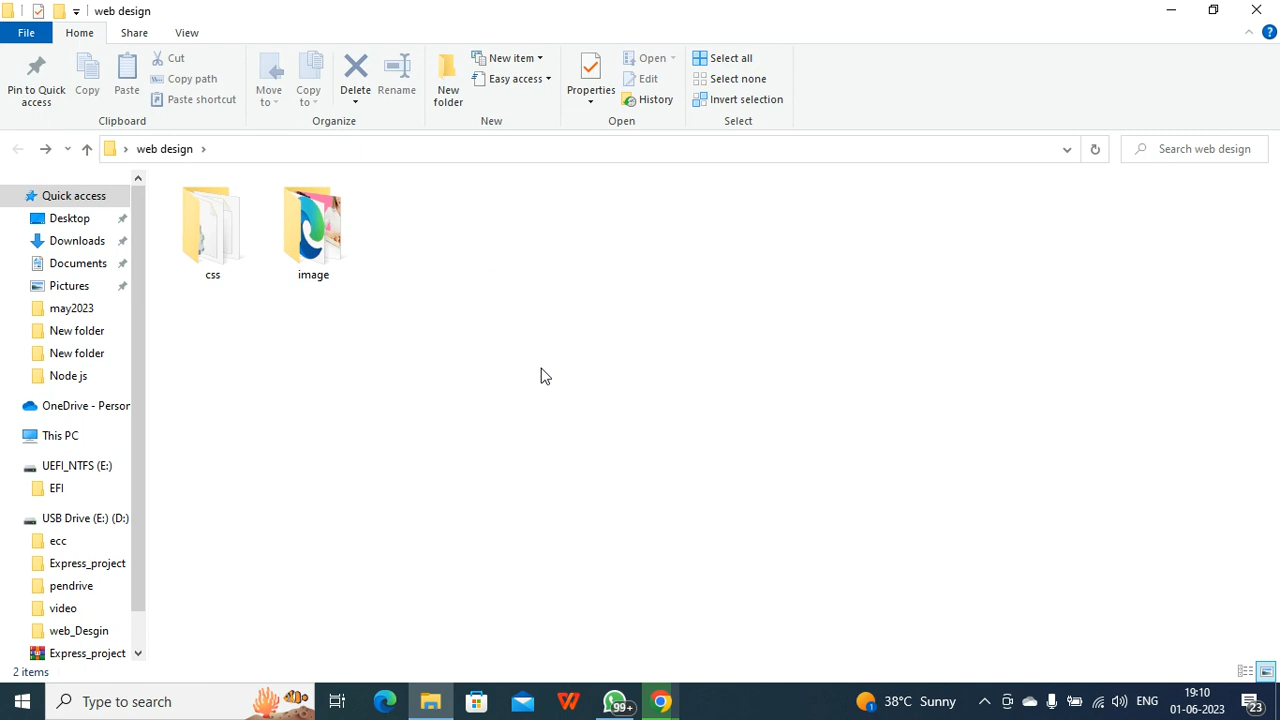 web design
File Home Share View
Pin to Quick access
Copy
Paste
Cut
Copy path
Paste shortcut
Clipboard
Move to
Copy to
Delete
Rename
Organize
New folder
New item
Easy access
New
Properties
Open
Edit
History
Open
Select all
Select none
Invert selection
Select
web design
Search web design
Quick access
Desktop
Downloads
Documents
Pictures
may2023
New folder
New folder
Node js
OneDrive - Person
This PC
UEFI_NTFS (E:)
EFI
USB Drive (E:) (D:)
ecc
Express_project
pendrive
video
web_Desgin
Express_project
css
image
2 items
Type to search
99+
38°C Sunny
ENG
19:10
01-06-2023
23